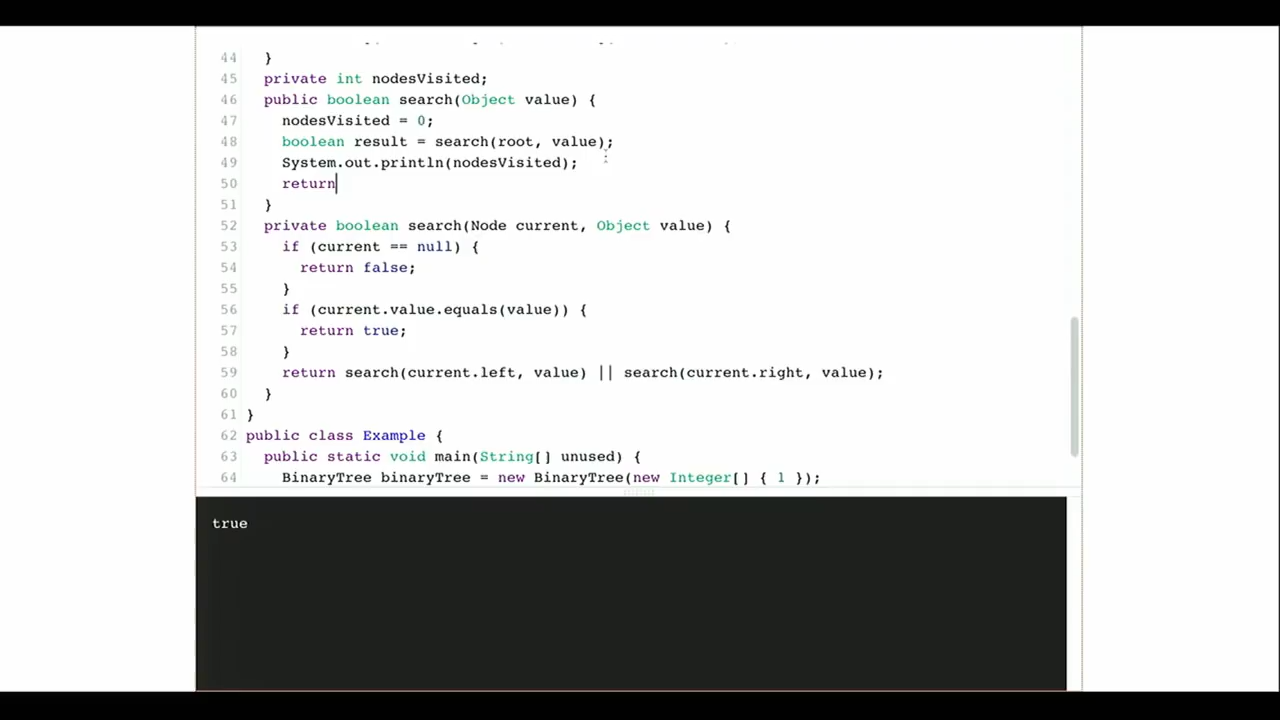 44 }
45 private int nodesVisited;
46 public boolean search(Object value) {
47 nodesVisited = 0;
48 boolean result = search(root, value);
49 System.out.println(nodesVisited);
50 return
51 }
52 private boolean search(Node current, Object value) {
53 if (current == null) {
54 return false;
55 }
56 if (current.value.equals(value)) {
57 return true;
58 }
59 return search(current.left, value) || search(current.right, value);
60 }
61 }
62 public class Example {
63 public static void main(String[] unused) {
64 BinaryTree binaryTree = new BinaryTree(new Integer[] { 1 });
true